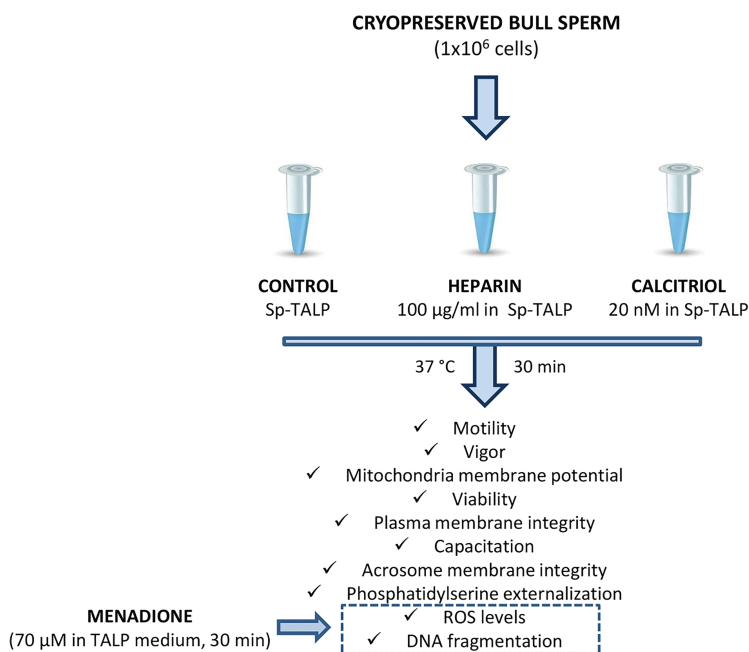 CRYOPRESERVED BULL SPERM
(1x10⁶ cells)
CONTROL
Sp-TALP
HEPARIN
100 µg/ml in Sp-TALP
CALCITRIOL
20 nM in Sp-TALP
37 °C
30 min
✓ Motility
✓ Vigor
✓ Mitochondria membrane potential
✓ Viability
✓ Plasma membrane integrity
✓ Capacitation
✓ Acrosome membrane integrity
✓ Phosphatidylserine externalization
MENADIONE
(70 µM in TALP medium, 30 min)
✓ ROS levels
✓ DNA fragmentation